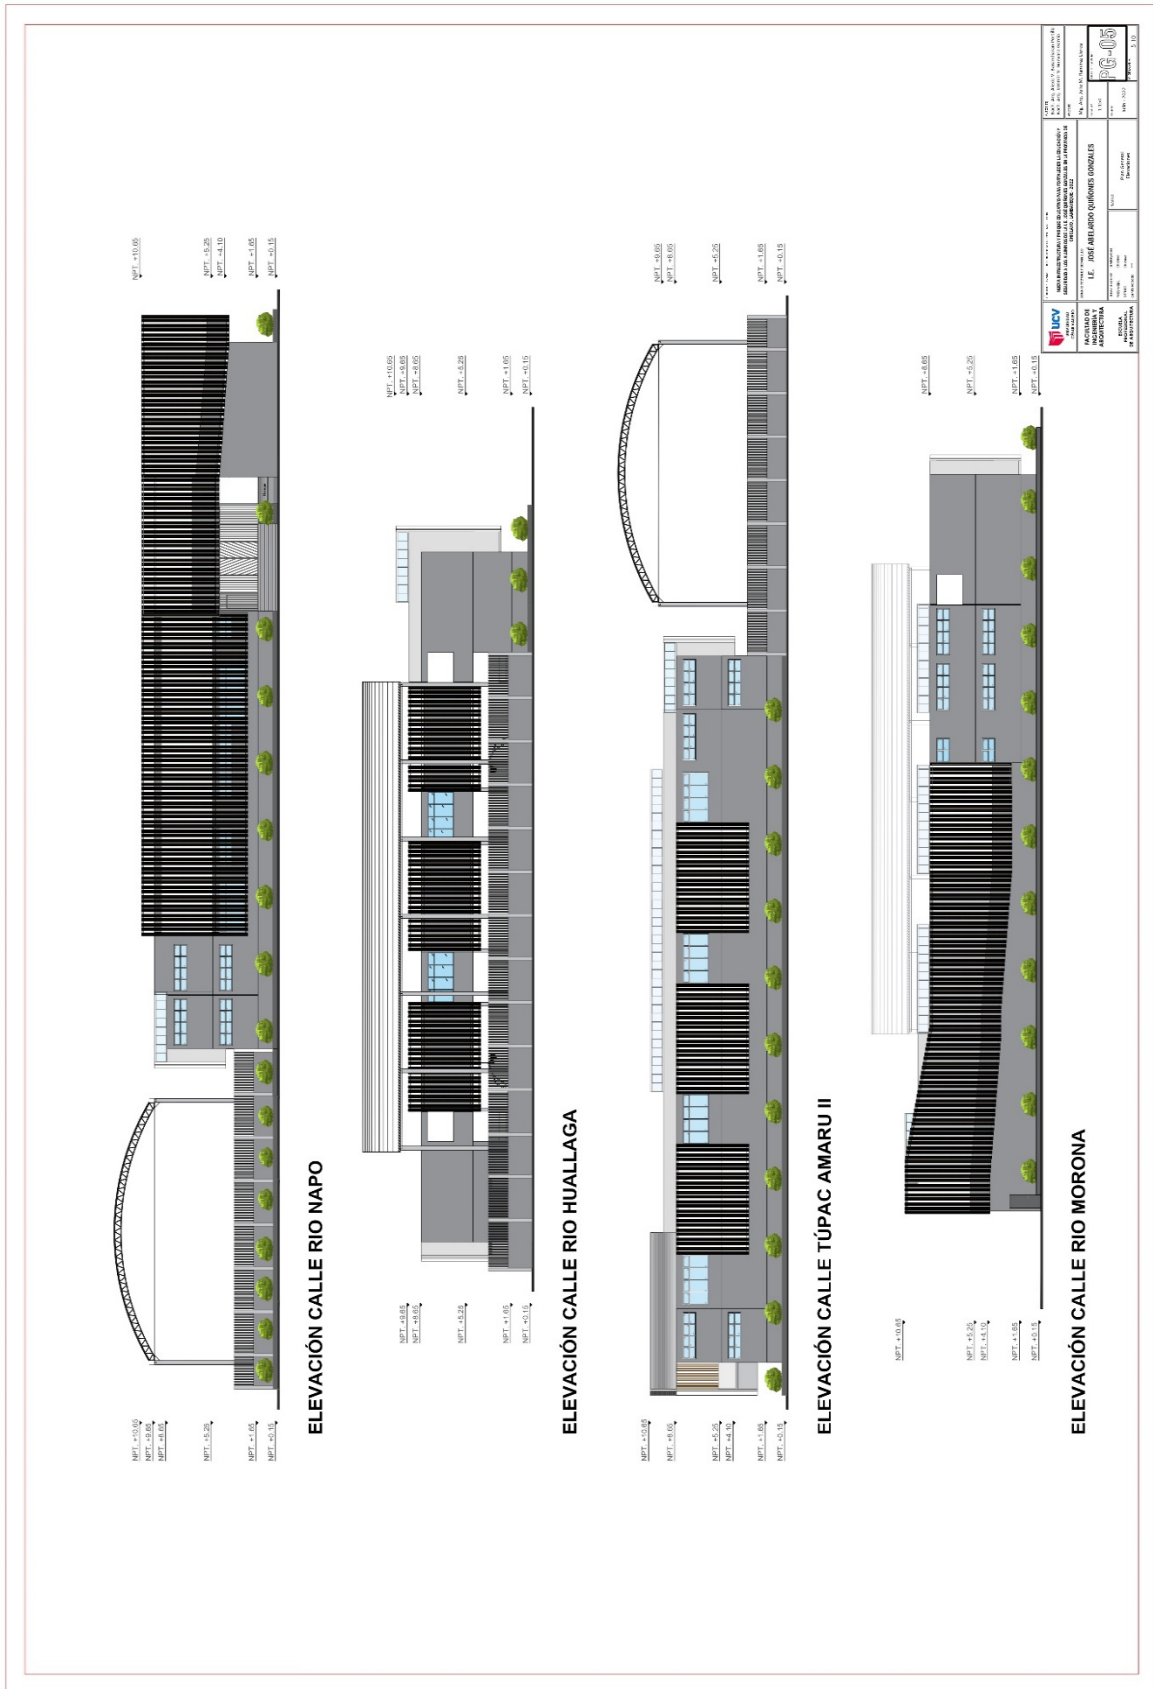 NPT. +10.65
NPT. +9.65
NPT. +8.65
NPT. +5.25
NPT. +1.65
NPT. +0.15
NPT. +10.65
NPT. +5.25
NPT. +4.10
NPT. +1.65
NPT. +0.15
ELEVACIÓN CALLE RIO NAPO
NPT. +9.65
NPT. +8.65
NPT. +5.25
NPT. +1.65
NPT. +0.15
NPT. +10.65
NPT. +9.65
NPT. +8.65
NPT. +5.25
NPT. +1.65
NPT. +0.15
ELEVACIÓN CALLE RIO HUALLAGA
NPT. +10.65
NPT. +8.65
NPT. +5.25
NPT. +4.10
NPT. +1.65
NPT. +0.15
NPT. +9.65
NPT. +8.65
NPT. +5.25
NPT. +1.65
NPT. +0.15
ELEVACIÓN CALLE TÚPAC AMARU II
NPT. +10.65
NPT. +5.25
NPT. +4.10
NPT. +1.65
NPT. +0.15
NPT. +8.65
NPT. +5.25
NPT. +1.65
NPT. +0.15
ELEVACIÓN CALLE RIO MORONA
UCV
UNIVERSIDAD
CÉSAR VALLEJO
FACULTAD DE
INGENIERÍA Y
ARQUITECTURA
ESCUELA
PROFESIONAL
DE ARQUITECTURA
I.E. JOSÉ ABELARDO QUIÑONES GONZALES
Plan General
Elevaciones
PG-05